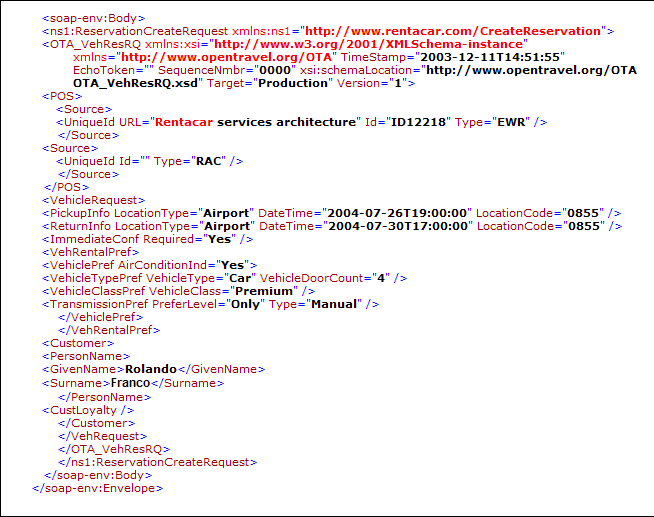 <soap-env:Body>
<ns1:ReservationCreateRequest xmlns:ns1="http://www.rentacar.com/CreateReservation">
<OTA_VehResRQ xmlns:xsi="http://www.w3.org/2001/XMLSchema-instance"
xmlns="http://www.opentravel.org/OTA" TimeStamp="2003-12-11T14:51:55"
EchoToken="" SequenceNmbr="0000" xsi:schemaLocation="http://www.opentravel.org/OTA
OTA_VehResRQ.xsd" Target="Production" Version="1">
<POS>
<Source>
<UniqueId URL="Rentacar services architecture" Id="ID12218" Type="EWR" />
</Source>
<Source>
<UniqueId Id="" Type="RAC" />
</Source>
</POS>
<VehicleRequest>
<PickupInfo LocationType="Airport" DateTime="2004-07-26T19:00:00" LocationCode="0855" />
<ReturnInfo LocationType="Airport" DateTime="2004-07-30T17:00:00" LocationCode="0855" />
<ImmediateConf Required="Yes" />
<VehRentalPref>
<VehiclePref AirConditionInd="Yes">
<VehicleTypePref VehicleType="Car" VehicleDoorCount="4" />
<VehicleClassPref VehicleClass="Premium" />
<TransmissionPref PreferLevel="Only" Type="Manual" />
</VehiclePref>
</VehRentalPref>
<Customer>
<PersonName>
<GivenName>Rolando</GivenName>
<Surname>Franco</Surname>
</PersonName>
<CustLoyalty />
</Customer>
</VehRequest>
</OTA_VehResRQ>
</ns1:ReservationCreateRequest>
</soap-env:Body>
</soap-env:Envelope>